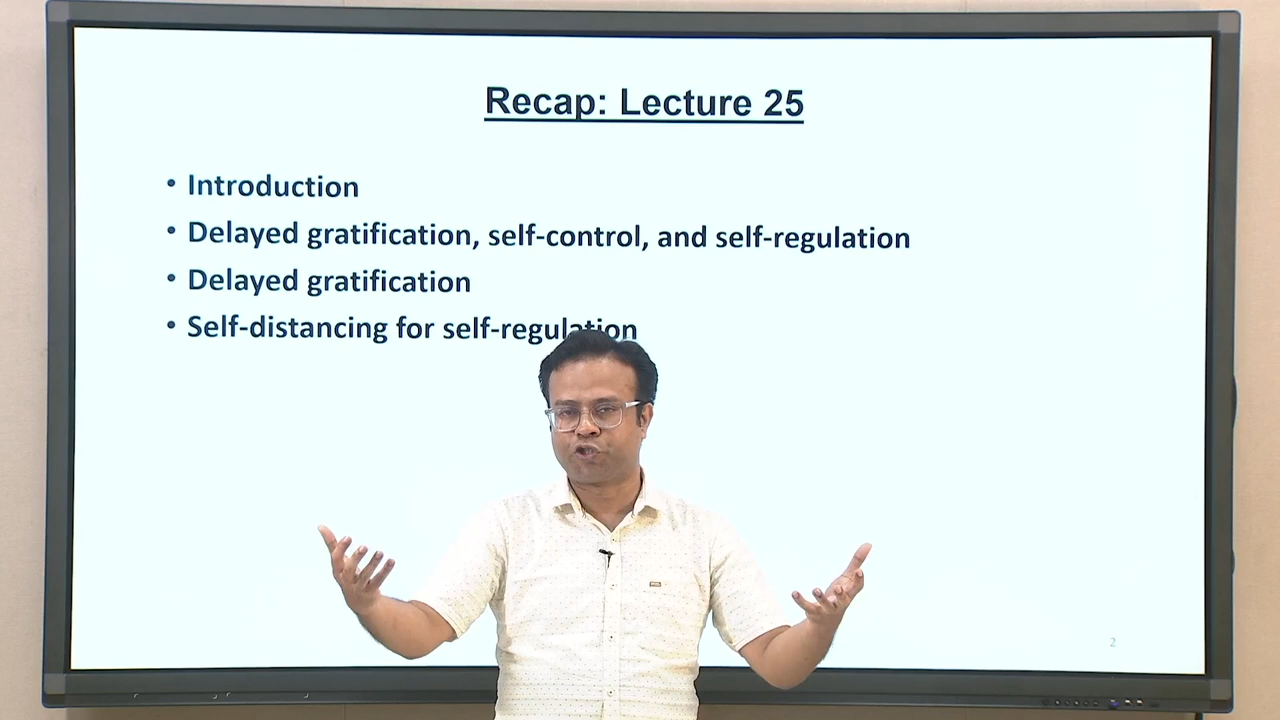 Recap: Lecture 25
• Introduction
• Delayed gratification, self-control, and self-regulation
• Delayed gratification
• Self-distancing for self-regulation
2